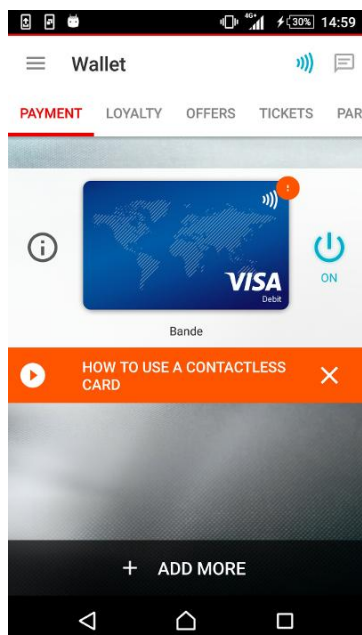 4G+ 30% 14:59
Wallet
PAYMENT LOYALTY OFFERS TICKETS PAR
VISA
Debit
ON
Bande
HOW TO USE A CONTACTLESS
CARD
+ ADD MORE